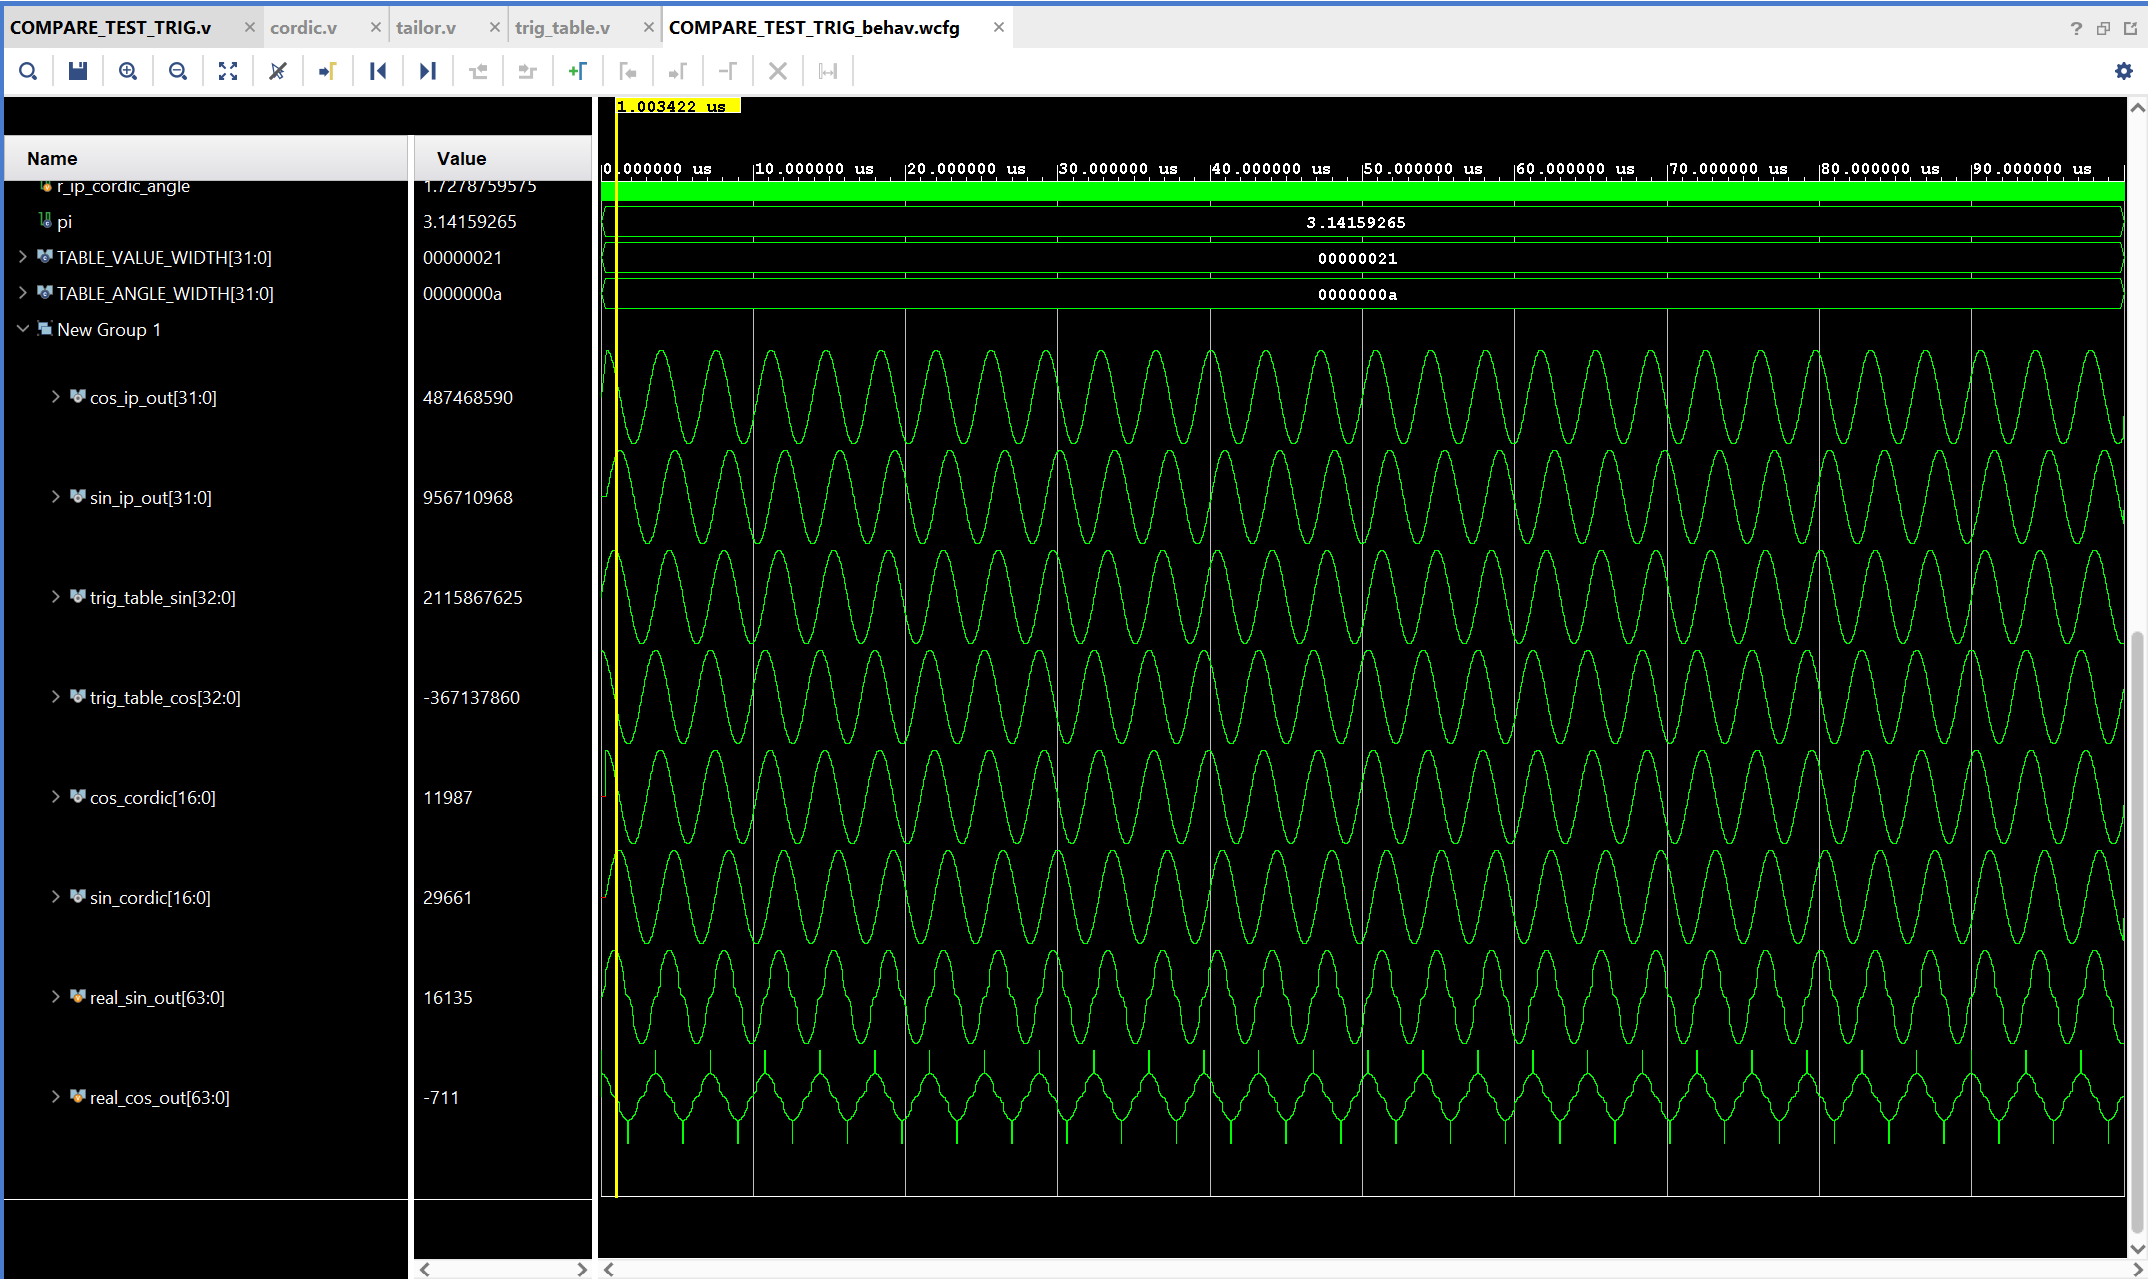 COMPARE_TEST_TRIG.v × cordic.v × tailor.v × trig_table.v × COMPARE_TEST_TRIG_behav.wcfg × ?
1.003422 us
Name Value
0.000000 us 10.000000 us 20.000000 us 30.000000 us 40.000000 us 50.000000 us 60.000000 us 70.000000 us 80.000000 us 90.000000 us
r_ip_cordic_angle 1.7278759575
pi 3.14159265 3.14159265
TABLE_VALUE_WIDTH[31:0] 00000021 00000021
TABLE_ANGLE_WIDTH[31:0] 0000000a 0000000a
New Group 1
cos_ip_out[31:0] 487468590
sin_ip_out[31:0] 956710968
trig_table_sin[32:0] 2115867625
trig_table_cos[32:0] -367137860
cos_cordic[16:0] 11987
sin_cordic[16:0] 29661
real_sin_out[63:0] 16135
real_cos_out[63:0] -711